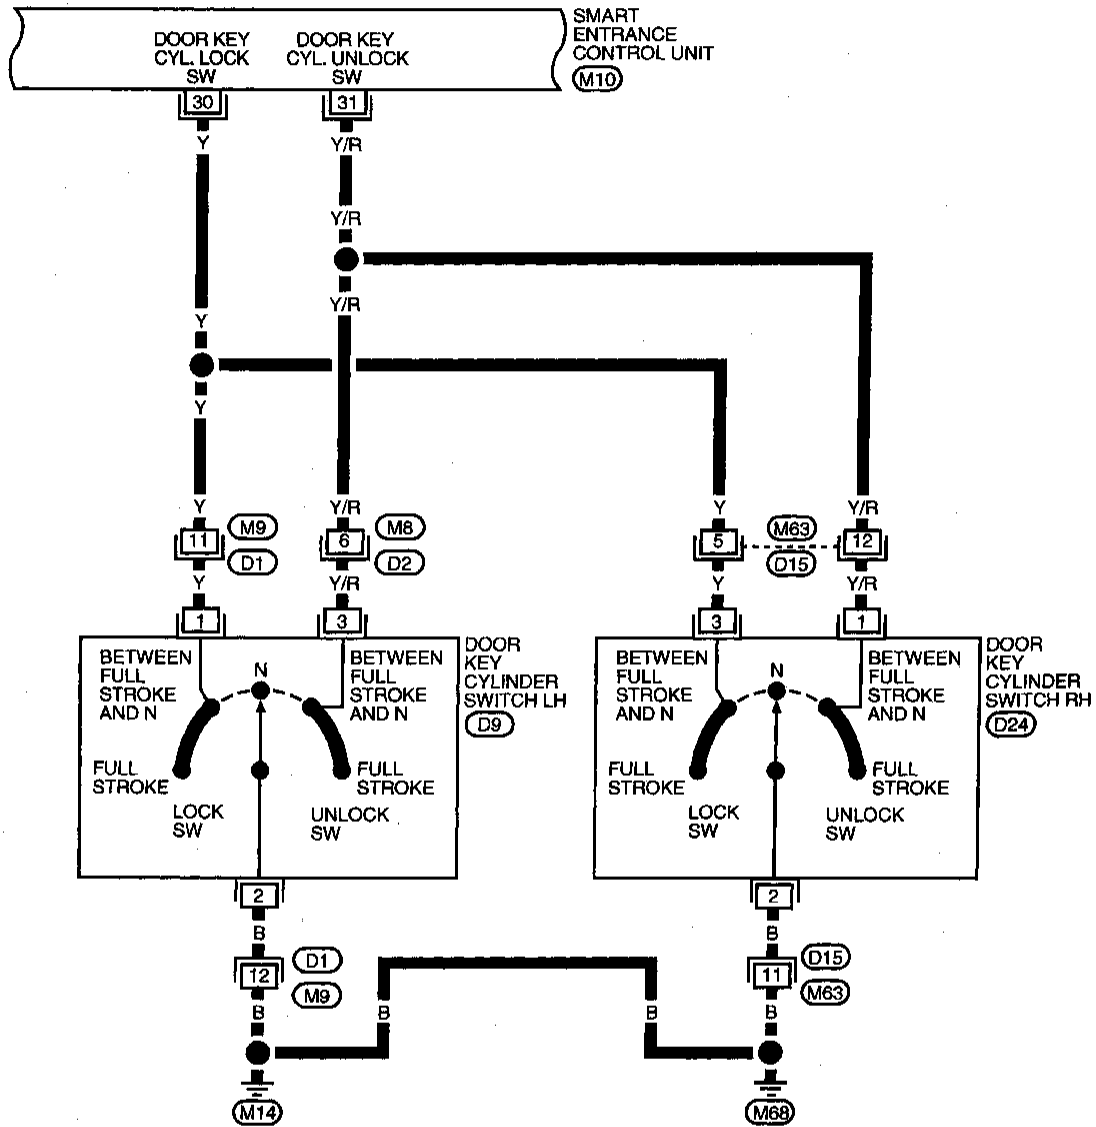 SMART
ENTRANCE
CONTROL UNIT
M10
DOOR KEY
CYL. LOCK
SW
DOOR KEY
CYL. UNLOCK
SW
30
31
Y
Y/R
Y/R
Y/R
Y
Y
Y
Y/R
Y
Y/R
11
M9
D1
6
M8
D2
5
M63
D15
12
Y
Y/R
Y
Y/R
1
3
3
1
BETWEEN
FULL
STROKE
AND N
N
BETWEEN
FULL
STROKE
AND N
FULL
STROKE
FULL
STROKE
LOCK
SW
UNLOCK
SW
DOOR
KEY
CYLINDER
SWITCH LH
D9
BETWEEN
FULL
STROKE
AND N
N
BETWEEN
FULL
STROKE
AND N
FULL
STROKE
FULL
STROKE
LOCK
SW
UNLOCK
SW
DOOR
KEY
CYLINDER
SWITCH RH
D24
2
2
B
B
12
D1
M9
11
D15
M63
B
B
B
B
M14
M68